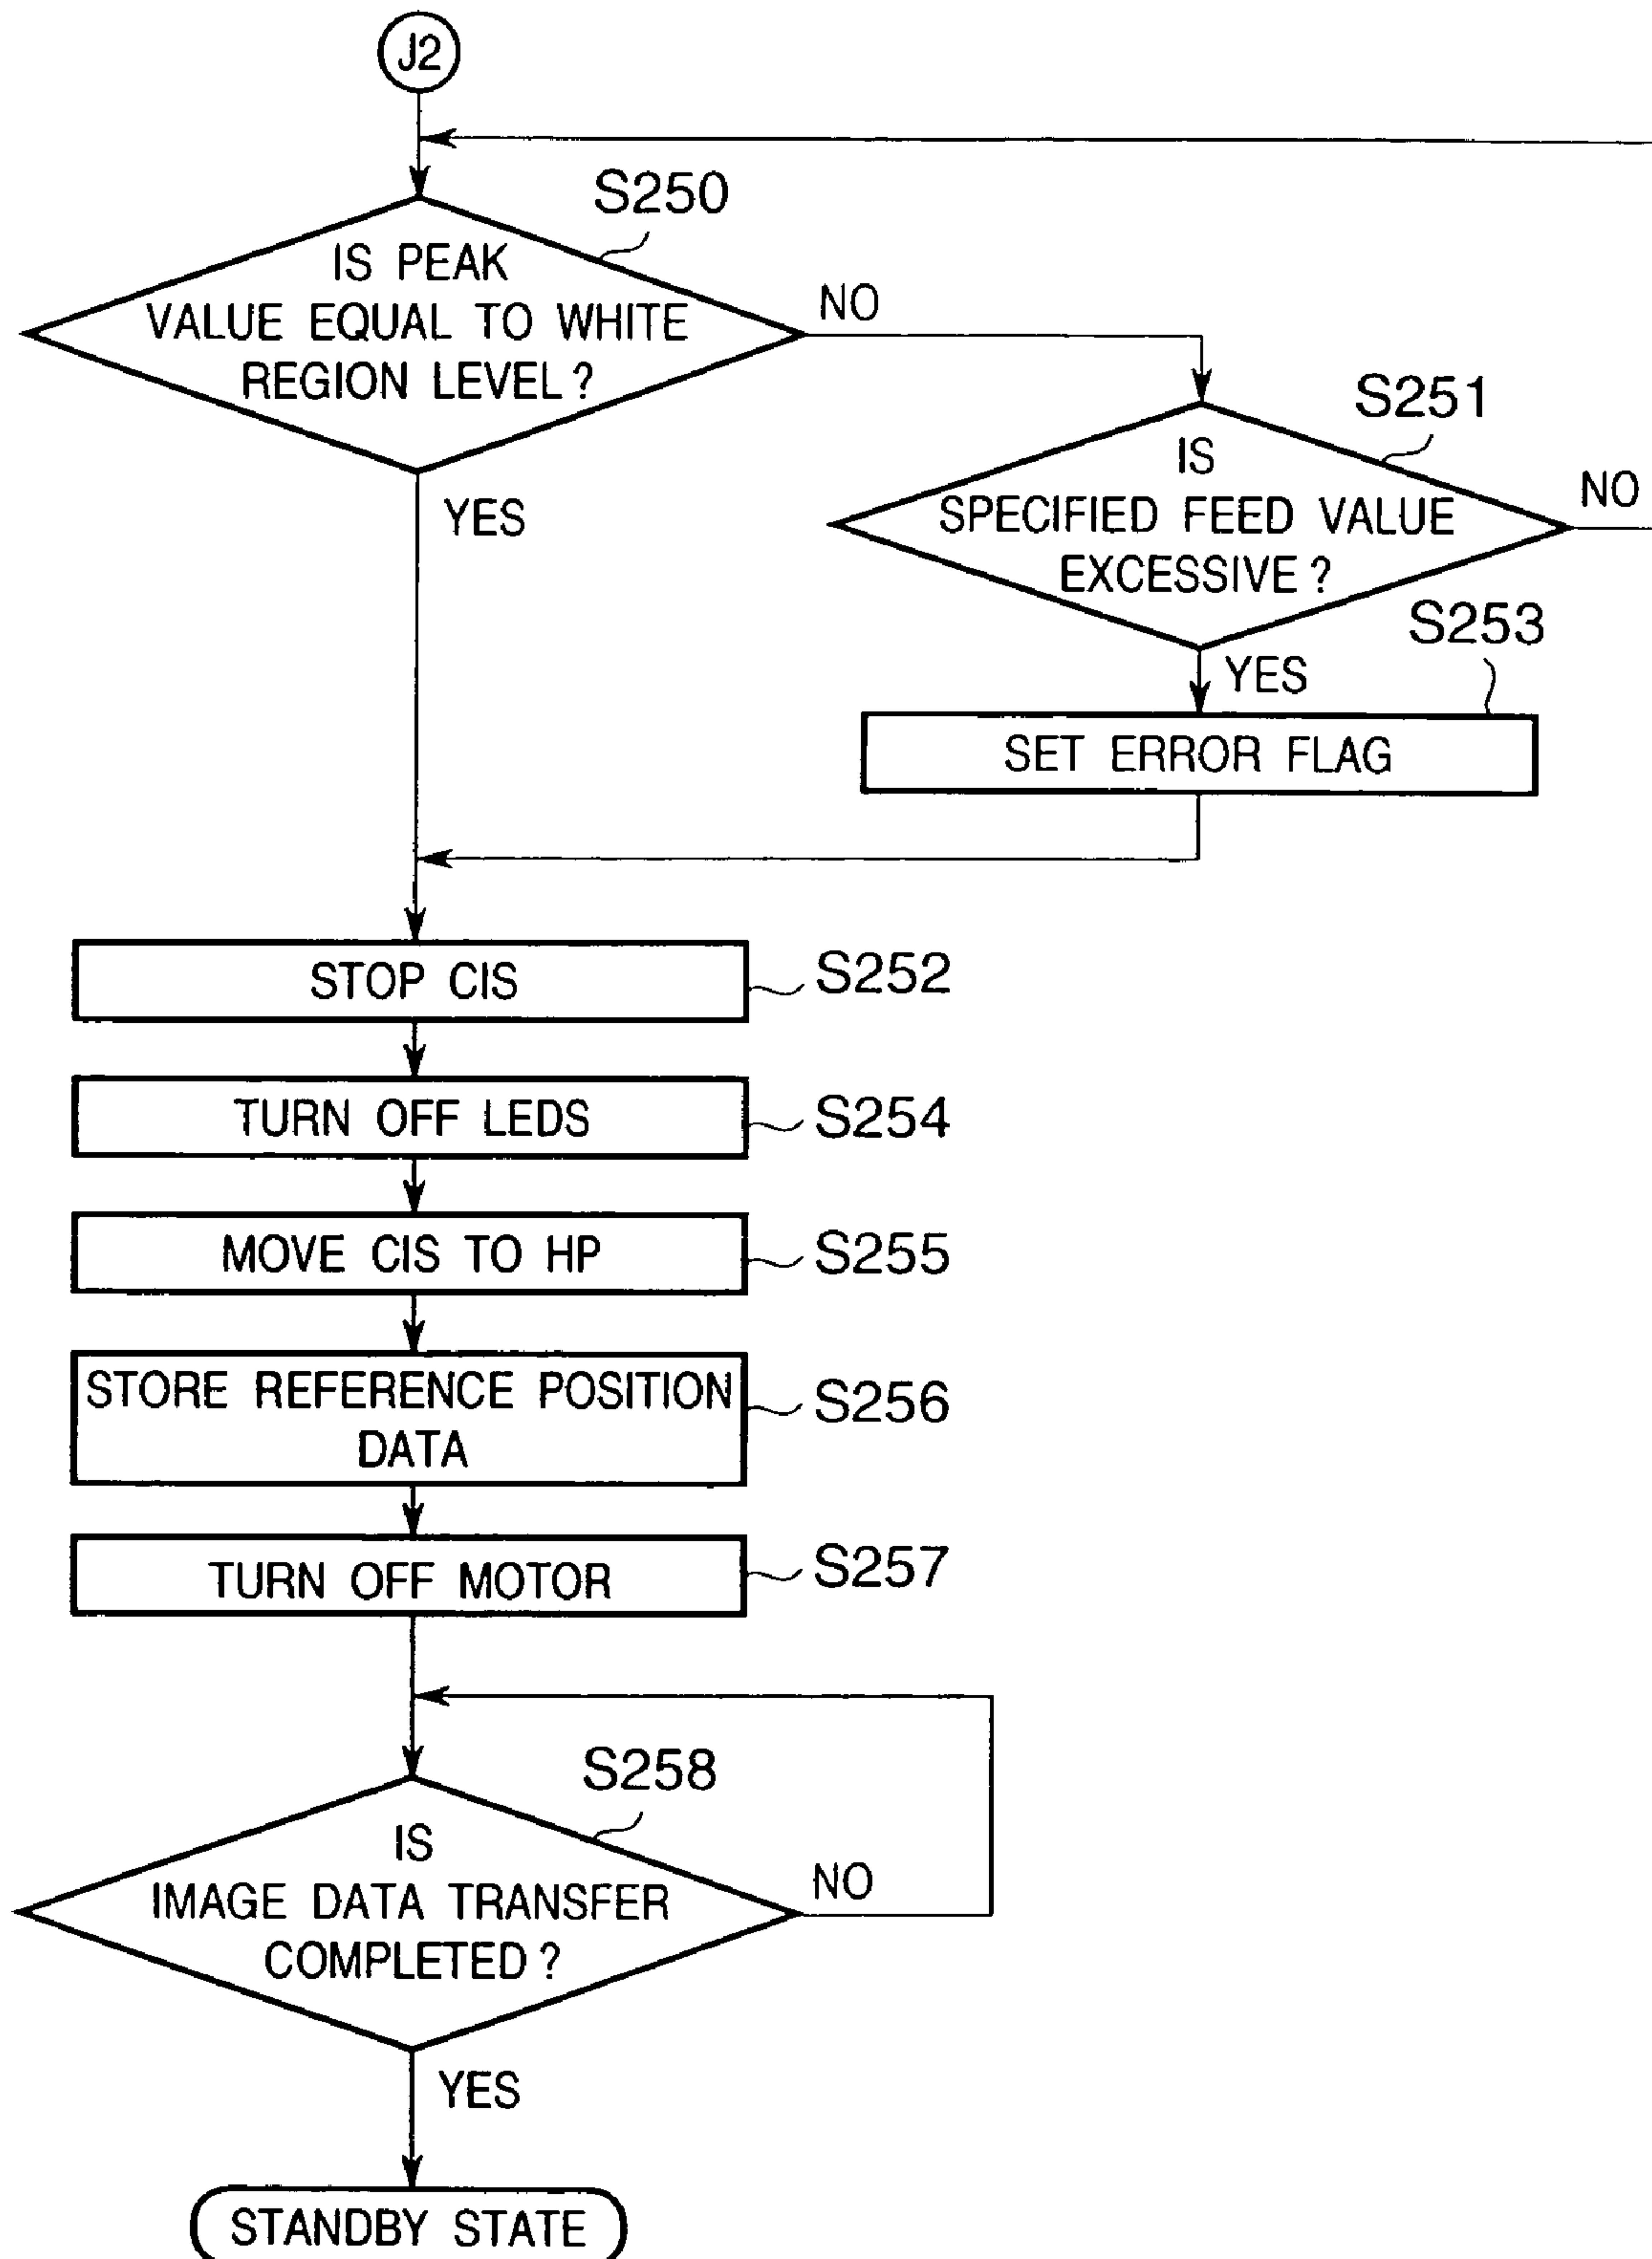 J2
S250
IS PEAK
VALUE EQUAL TO WHITE
REGION LEVEL?
NO
YES
S251
IS
SPECIFIED FEED VALUE
EXCESSIVE?
NO
YES
S253
SET ERROR FLAG
STOP CIS
S252
TURN OFF LEDS
S254
MOVE CIS TO HP
S255
STORE REFERENCE POSITION
DATA
S256
TURN OFF MOTOR
S257
S258
IS
IMAGE DATA TRANSFER
COMPLETED?
NO
YES
STANDBY STATE